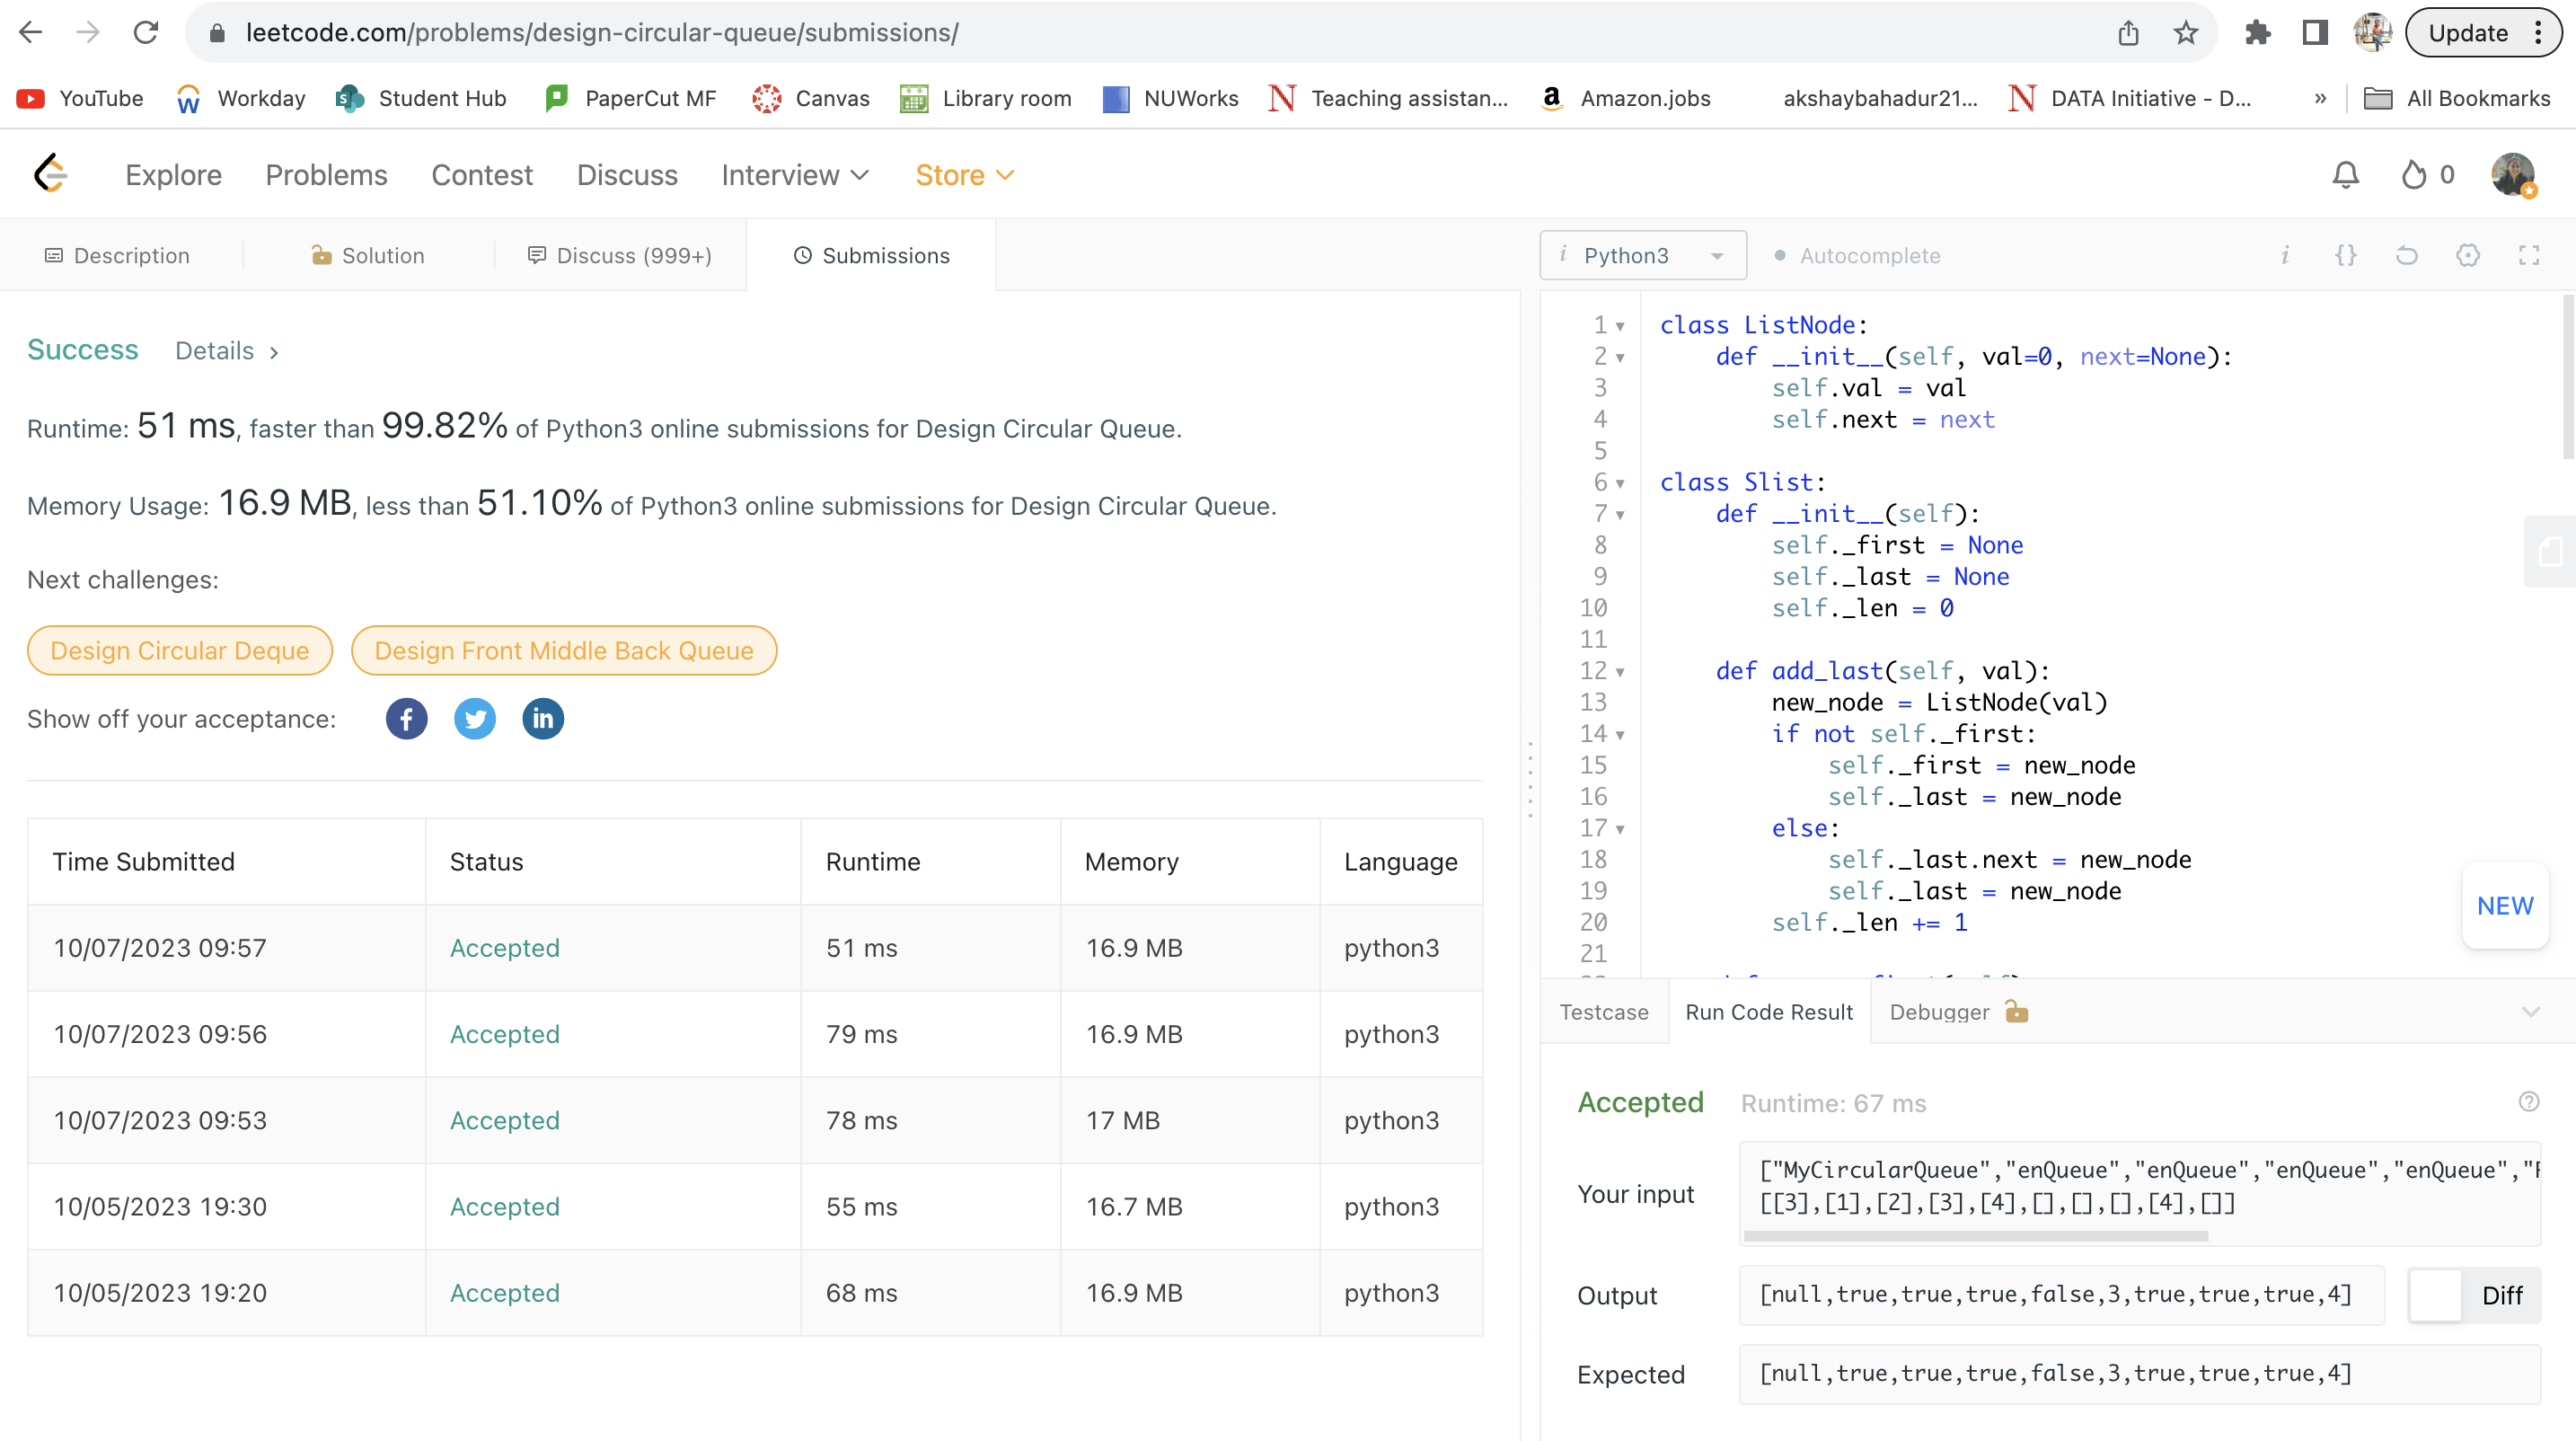 leetcode.com/problems/design-circular-queue/submissions/
Update
YouTube Workday Student Hub PaperCut MF Canvas Library room NUWorks Teaching assistan... Amazon.jobs akshaybahadur21... DATA Initiative - D... » All Bookmarks
Explore Problems Contest Discuss Interview Store 0
Description Solution Discuss (999+) Submissions
Success Details >
Runtime: 51 ms, faster than 99.82% of Python3 online submissions for Design Circular Queue.
Memory Usage: 16.9 MB, less than 51.10% of Python3 online submissions for Design Circular Queue.
Next challenges:
Design Circular Deque Design Front Middle Back Queue
Show off your acceptance:
Time Submitted Status Runtime Memory Language
10/07/2023 09:57 Accepted 51 ms 16.9 MB python3
10/07/2023 09:56 Accepted 79 ms 16.9 MB python3
10/07/2023 09:53 Accepted 78 ms 17 MB python3
10/05/2023 19:30 Accepted 55 ms 16.7 MB python3
10/05/2023 19:20 Accepted 68 ms 16.9 MB python3
i Python3 Autocomplete i {}
1 class ListNode:
2     def __init__(self, val=0, next=None):
3         self.val = val
4         self.next = next
5
6 class Slist:
7     def __init__(self):
8         self._first = None
9         self._last = None
10         self._len = 0
11
12     def add_last(self, val):
13         new_node = ListNode(val)
14         if not self._first:
15             self._first = new_node
16             self._last = new_node
17         else:
18             self._last.next = new_node
19             self._last = new_node
20         self._len += 1
21
NEW
Testcase Run Code Result Debugger
Accepted Runtime: 67 ms
Your input
["MyCircularQueue","enQueue","enQueue","enQueue","enQueue","
[[3],[1],[2],[3],[4],[],[],[],[4],[]]
Output [null,true,true,true,false,3,true,true,true,4] Diff
Expected [null,true,true,true,false,3,true,true,true,4]